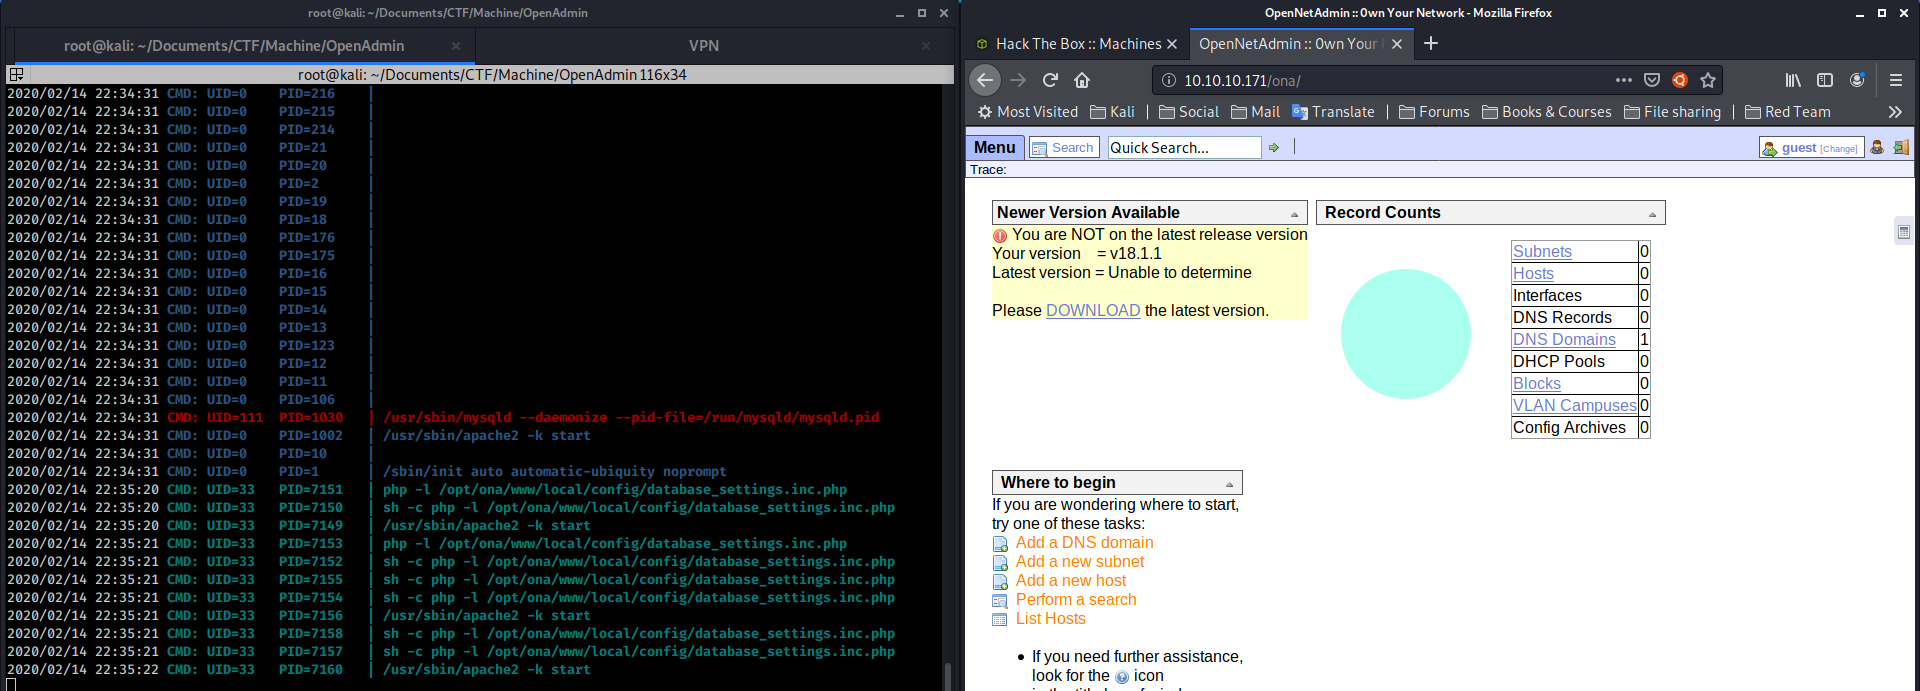 root@kali: ~/Documents/CTF/Machine/OpenAdmin
root@kali: ~/Documents/CTF/Machine/OpenAdmin
VPN
root@kali: ~/Documents/CTF/Machine/OpenAdmin 116x34
2020/02/14 22:34:31 CMD: UID=0    PID=216    |
2020/02/14 22:34:31 CMD: UID=0    PID=215    |
2020/02/14 22:34:31 CMD: UID=0    PID=214    |
2020/02/14 22:34:31 CMD: UID=0    PID=21     |
2020/02/14 22:34:31 CMD: UID=0    PID=20     |
2020/02/14 22:34:31 CMD: UID=0    PID=2      |
2020/02/14 22:34:31 CMD: UID=0    PID=19     |
2020/02/14 22:34:31 CMD: UID=0    PID=18     |
2020/02/14 22:34:31 CMD: UID=0    PID=176    |
2020/02/14 22:34:31 CMD: UID=0    PID=175    |
2020/02/14 22:34:31 CMD: UID=0    PID=16     |
2020/02/14 22:34:31 CMD: UID=0    PID=15     |
2020/02/14 22:34:31 CMD: UID=0    PID=14     |
2020/02/14 22:34:31 CMD: UID=0    PID=13     |
2020/02/14 22:34:31 CMD: UID=0    PID=123    |
2020/02/14 22:34:31 CMD: UID=0    PID=12     |
2020/02/14 22:34:31 CMD: UID=0    PID=11     |
2020/02/14 22:34:31 CMD: UID=0    PID=106    |
2020/02/14 22:34:31 CMD: UID=111  PID=1030   | /usr/sbin/mysqld --daemonize --pid-file=/run/mysqld/mysqld.pid
2020/02/14 22:34:31 CMD: UID=0    PID=1002   | /usr/sbin/apache2 -k start
2020/02/14 22:34:31 CMD: UID=0    PID=10     |
2020/02/14 22:34:31 CMD: UID=0    PID=1      | /sbin/init auto automatic-ubiquity noprompt
2020/02/14 22:35:20 CMD: UID=33   PID=7151   | php -l /opt/ona/www/local/config/database_settings.inc.php
2020/02/14 22:35:20 CMD: UID=33   PID=7150   | sh -c php -l /opt/ona/www/local/config/database_settings.inc.php
2020/02/14 22:35:20 CMD: UID=33   PID=7149   | /usr/sbin/apache2 -k start
2020/02/14 22:35:21 CMD: UID=33   PID=7153   | php -l /opt/ona/www/local/config/database_settings.inc.php
2020/02/14 22:35:21 CMD: UID=33   PID=7152   | sh -c php -l /opt/ona/www/local/config/database_settings.inc.php
2020/02/14 22:35:21 CMD: UID=33   PID=7155   | sh -c php -l /opt/ona/www/local/config/database_settings.inc.php
2020/02/14 22:35:21 CMD: UID=33   PID=7154   | sh -c php -l /opt/ona/www/local/config/database_settings.inc.php
2020/02/14 22:35:21 CMD: UID=33   PID=7156   | /usr/sbin/apache2 -k start
2020/02/14 22:35:21 CMD: UID=33   PID=7158   | sh -c php -l /opt/ona/www/local/config/database_settings.inc.php
2020/02/14 22:35:21 CMD: UID=33   PID=7157   | sh -c php -l /opt/ona/www/local/config/database_settings.inc.php
2020/02/14 22:35:22 CMD: UID=33   PID=7160   | /usr/sbin/apache2 -k start
OpenNetAdmin :: 0wn Your Network - Mozilla Firefox
Hack The Box :: Machines
OpenNetAdmin :: 0wn Your
10.10.10.171/ona/
Most Visited Kali Social Mail Translate Forums Books & Courses File sharing Red Team
Menu Search Quick Search... guest [Change]
Trace:
Newer Version Available
You are NOT on the latest release version
Your version = v18.1.1
Latest version = Unable to determine
Please DOWNLOAD the latest version.
Record Counts
Subnets 0
Hosts 0
Interfaces 0
DNS Records 0
DNS Domains 1
DHCP Pools 0
Blocks 0
VLAN Campuses 0
Config Archives 0
Where to begin
If you are wondering where to start,
try one of these tasks:
Add a DNS domain
Add a new subnet
Add a new host
Perform a search
List Hosts
• If you need further assistance,
look for the icon